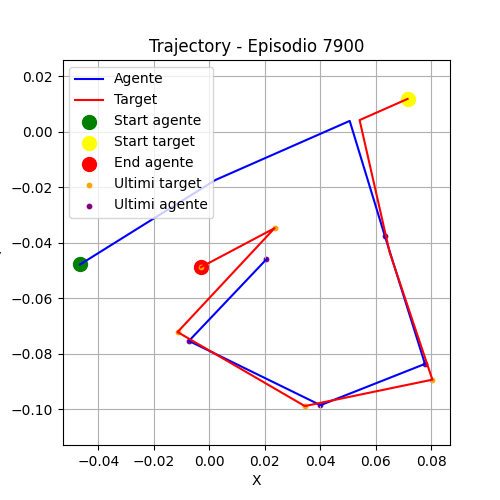 Trajectory - Episodio 7900
Agente
Target
Start agente
Start target
End agente
Ultimi target
Ultimi agente
0.02
0.00
−0.02
−0.04
−0.06
−0.08
−0.10
−0.04
−0.02
0.00
0.02
0.04
0.06
0.08
X